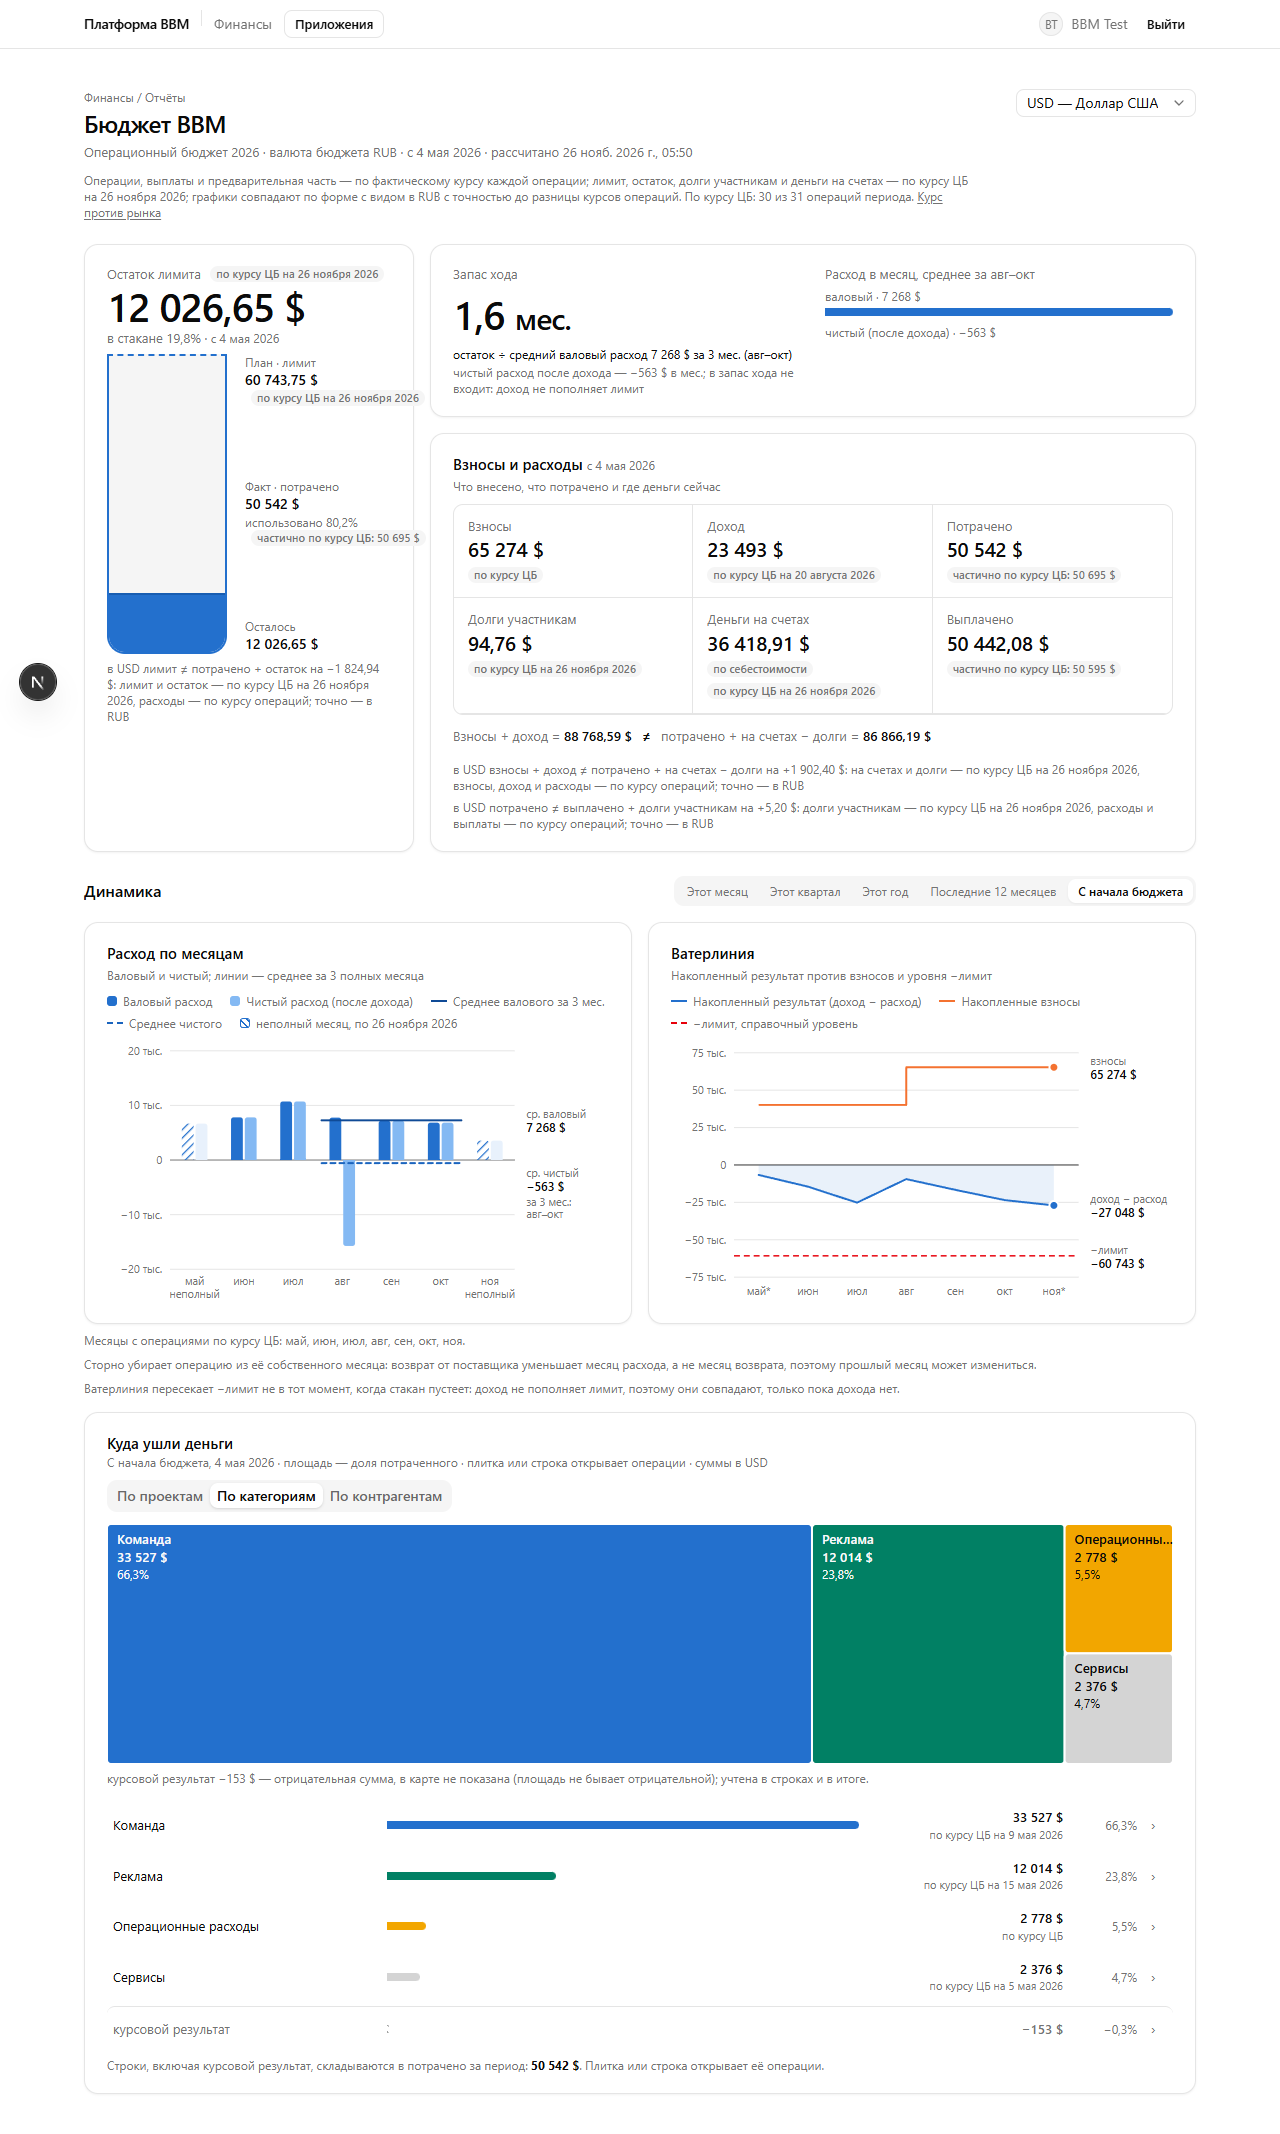 Платформа BBM
Финансы
Приложения
BT
BBM Test
Выйти
Финансы / Отчёты
Бюджет BBM
USD — Доллар США
Операционный бюджет 2026 · валюта бюджета RUB · с 4 мая 2026 · рассчитано 26 нояб. 2026 г., 05:50
Операции, выплаты и предварительная часть — по фактическому курсу каждой операции; лимит, остаток, долги участникам и деньги на счетах — по курсу ЦБ
на 26 ноября 2026; графики совпадают по форме с видом в RUB с точностью до разницы курсов операций. По курсу ЦБ: 30 из 31 операций периода. Курс
против рынка
Остаток лимита
по курсу ЦБ на 26 ноября 2026
12 026,65 $
в стакане 19,8% · с 4 мая 2026
План · лимит
60 743,75 $
по курсу ЦБ на 26 ноября 2026
Факт · потрачено
50 542 $
использовано 80,2%
частично по курсу ЦБ: 50 695 $
Осталось
12 026,65 $
в USD лимит ≠ потрачено + остаток на −1 824,94
$: лимит и остаток — по курсу ЦБ на 26 ноября
2026, расходы — по курсу операций; точно — в
RUB
Запас хода
1,6 мес.
остаток ÷ средний валовый расход 7 268 $ за 3 мес. (авг–окт)
чистый расход после дохода — −563 $ в мес.; в запас хода не
входит: доход не пополняет лимит
Расход в месяц, среднее за авг–окт
валовый · 7 268 $
чистый (после дохода) · −563 $
Взносы и расходы с 4 мая 2026
Что внесено, что потрачено и где деньги сейчас
Взносы
65 274 $
по курсу ЦБ
Доход
23 493 $
по курсу ЦБ на 20 августа 2026
Потрачено
50 542 $
частично по курсу ЦБ: 50 695 $
Долги участникам
94,76 $
по курсу ЦБ на 26 ноября 2026
Деньги на счетах
36 418,91 $
по себестоимости
по курсу ЦБ на 26 ноября 2026
Выплачено
50 442,08 $
частично по курсу ЦБ: 50 595 $
Взносы + доход = 88 768,59 $ ≠ потрачено + на счетах − долги = 86 866,19 $
в USD взносы + доход ≠ потрачено + на счетах − долги на +1 902,40 $: на счетах и долги — по курсу ЦБ на 26 ноября 2026,
взносы, доход и расходы — по курсу операций; точно — в RUB
в USD потрачено ≠ выплачено + долги участникам на +5,20 $: долги участникам — по курсу ЦБ на 26 ноября 2026, расходы и
выплаты — по курсу операций; точно — в RUB
N
Динамика
Этот месяц
Этот квартал
Этот год
Последние 12 месяцев
С начала бюджета
Расход по месяцам
Валовый и чистый; линии — среднее за 3 полных месяца
Валовый расход
Чистый расход (после дохода)
Среднее валового за 3 мес.
Среднее чистого
неполный месяц, по 26 ноября 2026
20 тыс.
10 тыс.
0
−10 тыс.
−20 тыс.
май
неполный
июн
июл
авг
сен
окт
ноя
неполный
ср. валовый
7 268 $
ср. чистый
−563 $
за 3 мес.:
авг–окт
Ватерлиния
Накопленный результат против взносов и уровня −лимит
Накопленный результат (доход − расход)
Накопленные взносы
−лимит, справочный уровень
75 тыс.
50 тыс.
25 тыс.
0
−25 тыс.
−50 тыс.
−75 тыс.
май*
июн
июл
авг
сен
окт
ноя*
взносы
65 274 $
доход − расход
−27 048 $
−лимит
−60 743 $
Месяцы с операциями по курсу ЦБ: май, июн, июл, авг, сен, окт, ноя.
Сторно убирает операцию из её собственного месяца: возврат от поставщика уменьшает месяц расхода, а не месяц возврата, поэтому прошлый месяц может измениться.
Ватерлиния пересекает −лимит не в тот момент, когда стакан пустеет: доход не пополняет лимит, поэтому они совпадают, только пока дохода нет.
Куда ушли деньги
С начала бюджета, 4 мая 2026 · площадь — доля потраченного · плитка или строка открывает операции · суммы в USD
По проектам
По категориям
По контрагентам
Команда
33 527 $
66,3%
Реклама
12 014 $
23,8%
Операционны...
2 778 $
5,5%
Сервисы
2 376 $
4,7%
курсовой результат −153 $ — отрицательная сумма, в карте не показана (площадь не бывает отрицательной); учтена в строках и в итоге.
Команда
33 527 $
по курсу ЦБ на 9 мая 2026
66,3% ›
Реклама
12 014 $
по курсу ЦБ на 15 мая 2026
23,8% ›
Операционные расходы
2 778 $
по курсу ЦБ
5,5% ›
Сервисы
2 376 $
по курсу ЦБ на 5 мая 2026
4,7% ›
курсовой результат
−153 $
−0,3% ›
Строки, включая курсовой результат, складываются в потрачено за период: 50 542 $. Плитка или строка открывает её операции.